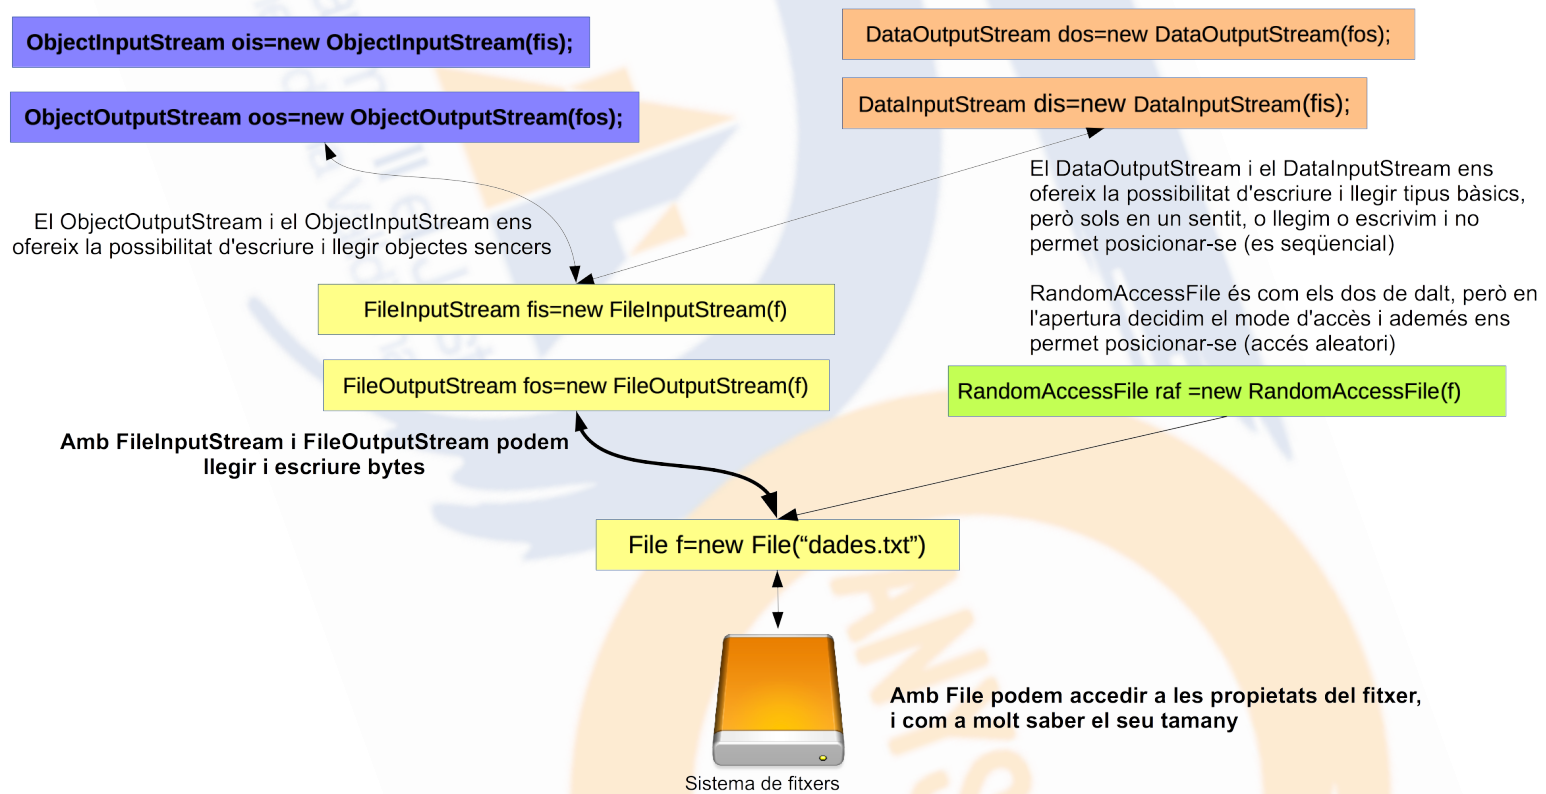 ObjectInputStream ois=new ObjectInputStream(fis);
ObjectOutputStream oos=new ObjectOutputStream(fos);
DataOutputStream dos=new DataOutputStream(fos);
DataInputStream dis=new DataInputStream(fis);
El ObjectOutputStream i el ObjectInputStream ens
ofereix la possibilitat d'escriure i llegir objectes sencers
El DataOutputStream i el DataInputStream ens
ofereix la possibilitat d'escriure i llegir tipus bàsics,
però sols en un sentit, o llegim o escrivim i no
permet posicionar-se (es seqüencial)
RandomAccessFile és com els dos de dalt, però en
l'apertura decidim el mode d'accès i ademés ens
permet posicionar-se (accés aleatori)
RandomAccessFile raf =new RandomAccessFile(f)
FileInputStream fis=new FileInputStream(f)
FileOutputStream fos=new FileOutputStream(f)
Amb FileInputStream i FileOutputStream podem
llegir i escriure bytes
File f=new File(“dades.txt”)
Amb File podem accedir a les propietats del fitxer,
i com a molt saber el seu tamany
Sistema de fitxers
ANYS